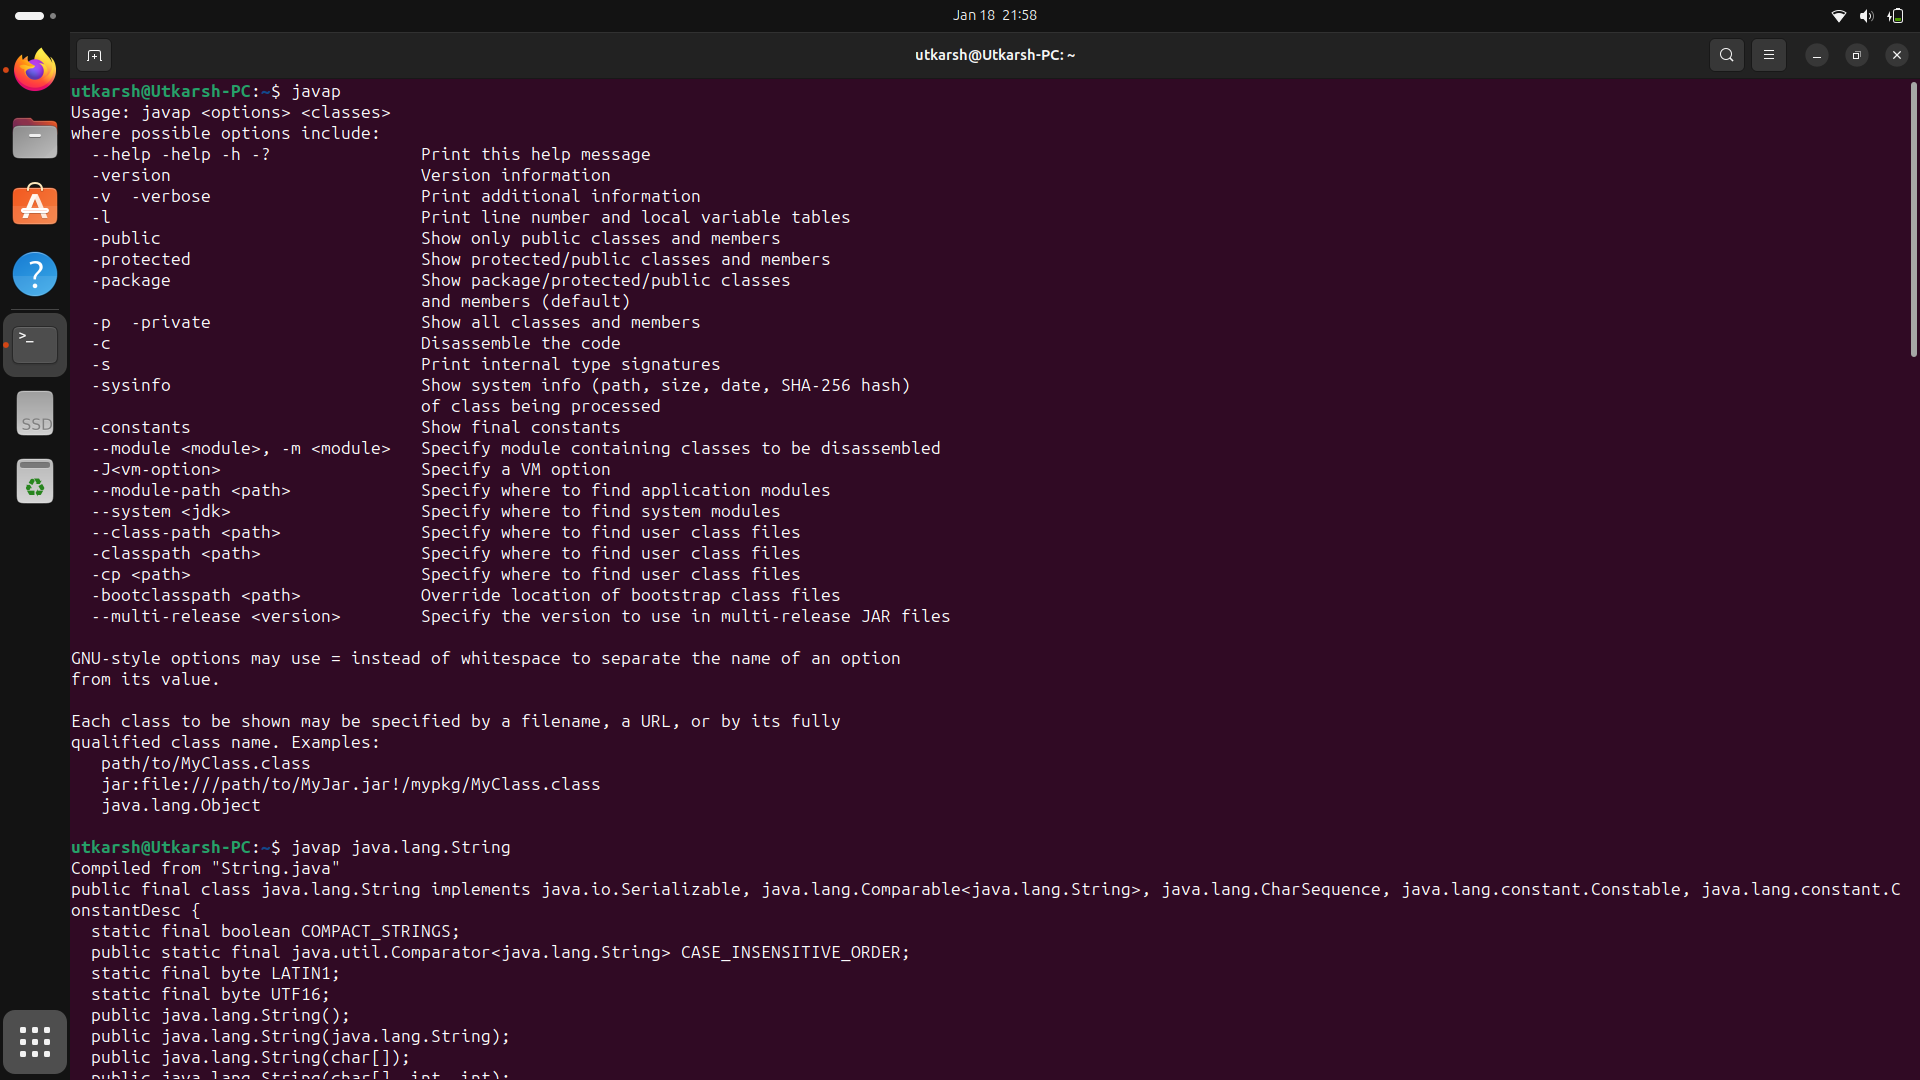 Jan 18 21:58
utkarsh@Utkarsh-PC: ~
utkarsh@Utkarsh-PC:~$ javap
Usage: javap <options> <classes>
where possible options include:
  --help -help -h -?               Print this help message
  -version                         Version information
  -v  -verbose                     Print additional information
  -l                               Print line number and local variable tables
  -public                          Show only public classes and members
  -protected                       Show protected/public classes and members
  -package                         Show package/protected/public classes
                                   and members (default)
  -p  -private                     Show all classes and members
  -c                               Disassemble the code
  -s                               Print internal type signatures
  -sysinfo                         Show system info (path, size, date, SHA-256 hash)
                                   of class being processed
  -constants                       Show final constants
  --module <module>, -m <module>   Specify module containing classes to be disassembled
  -J<vm-option>                    Specify a VM option
  --module-path <path>             Specify where to find application modules
  --system <jdk>                   Specify where to find system modules
  --class-path <path>              Specify where to find user class files
  -classpath <path>                Specify where to find user class files
  -cp <path>                       Specify where to find user class files
  -bootclasspath <path>            Override location of bootstrap class files
  --multi-release <version>        Specify the version to use in multi-release JAR files

GNU-style options may use = instead of whitespace to separate the name of an option
from its value.

Each class to be shown may be specified by a filename, a URL, or by its fully
qualified class name. Examples:
   path/to/MyClass.class
   jar:file:///path/to/MyJar.jar!/mypkg/MyClass.class
   java.lang.Object

utkarsh@Utkarsh-PC:~$ javap java.lang.String
Compiled from "String.java"
public final class java.lang.String implements java.io.Serializable, java.lang.Comparable<java.lang.String>, java.lang.CharSequence, java.lang.constant.Constable, java.lang.constant.C
onstantDesc {
  static final boolean COMPACT_STRINGS;
  public static final java.util.Comparator<java.lang.String> CASE_INSENSITIVE_ORDER;
  static final byte LATIN1;
  static final byte UTF16;
  public java.lang.String();
  public java.lang.String(java.lang.String);
  public java.lang.String(char[]);
  public java.lang.String(char[], int, int);
SSD